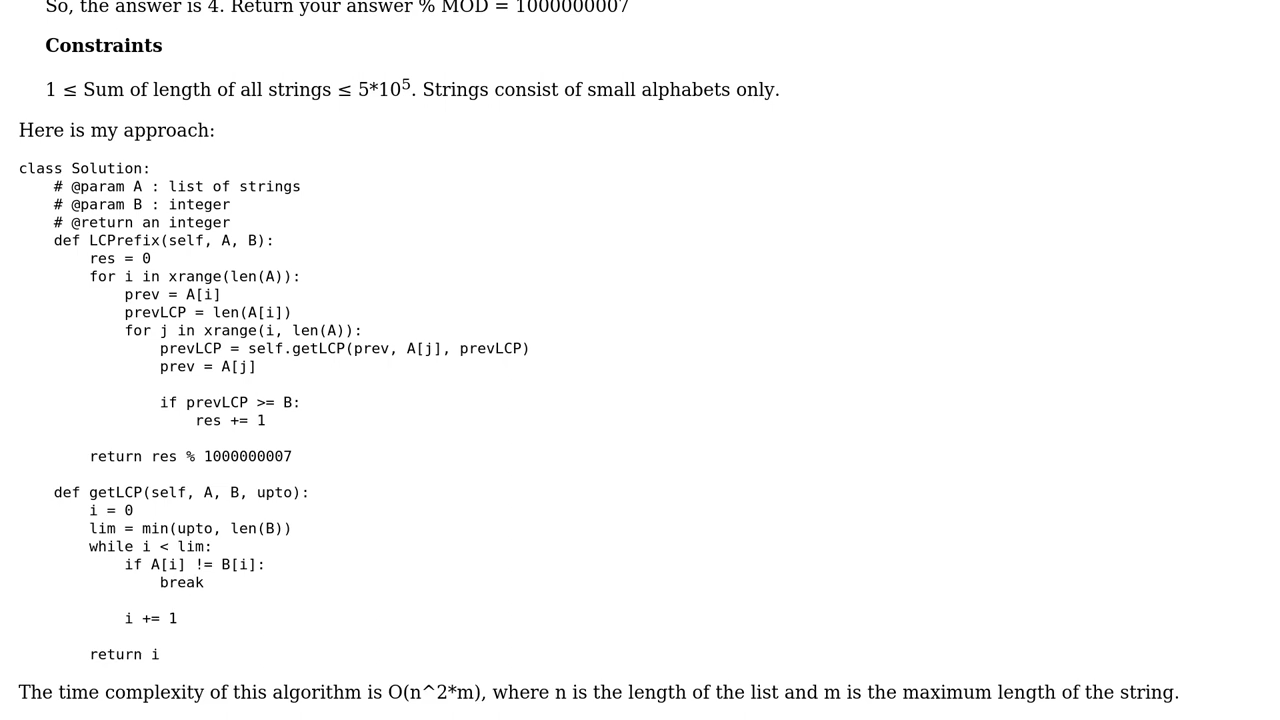 So, the answer is 4. Return your answer % MOD = 1000000007
Constraints
1 ≤ Sum of length of all strings ≤ 5*10^5. Strings consist of small alphabets only.
Here is my approach:
class Solution:
    # @param A : list of strings
    # @param B : integer
    # @return an integer
    def LCPrefix(self, A, B):
        res = 0
        for i in xrange(len(A)):
            prev = A[i]
            prevLCP = len(A[i])
            for j in xrange(i, len(A)):
                prevLCP = self.getLCP(prev, A[j], prevLCP)
                prev = A[j]

                if prevLCP >= B:
                    res += 1

        return res % 1000000007

    def getLCP(self, A, B, upto):
        i = 0
        lim = min(upto, len(B))
        while i < lim:
            if A[i] != B[i]:
                break

            i += 1

        return i
The time complexity of this algorithm is O(n^2*m), where n is the length of the list and m is the maximum length of the string.